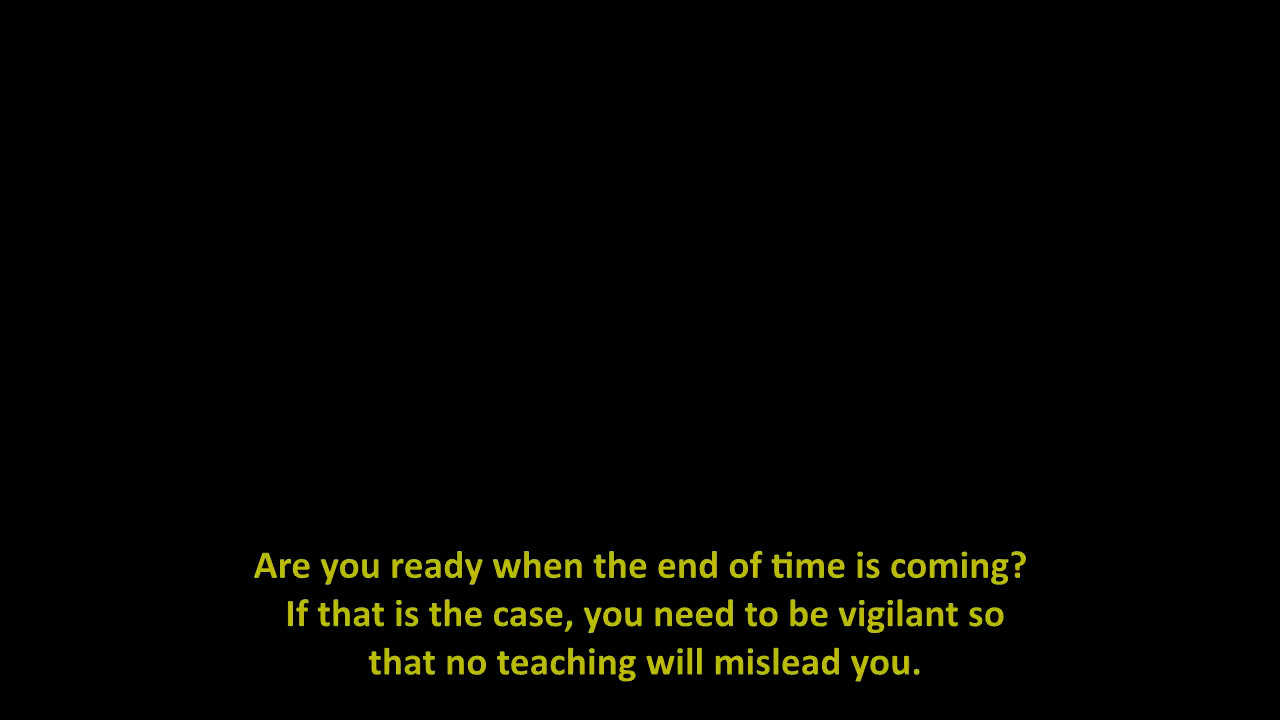 Are you ready when the end of time is coming?
If that is the case, you need to be vigilant so
that no teaching will mislead you.